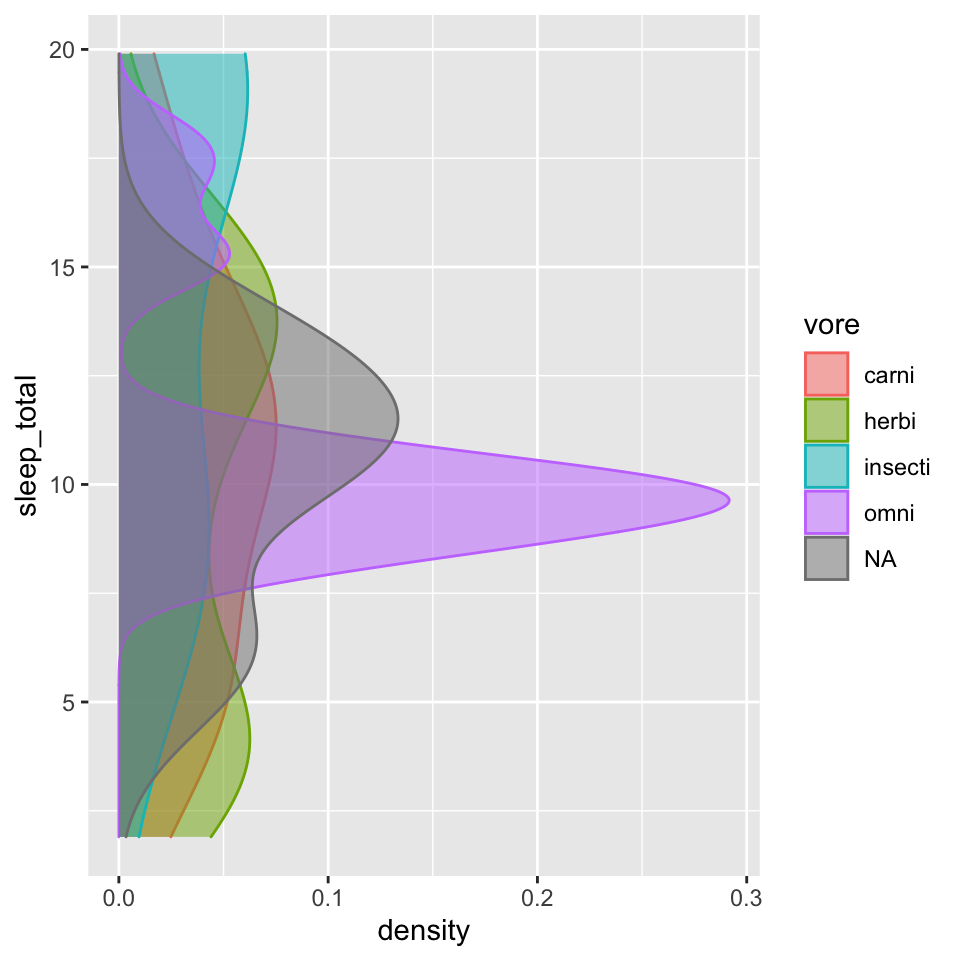 20
15
10
5
sleep_total
0.0 0.1 0.2 0.3
density
vore
carni
herbi
insecti
omni
NA